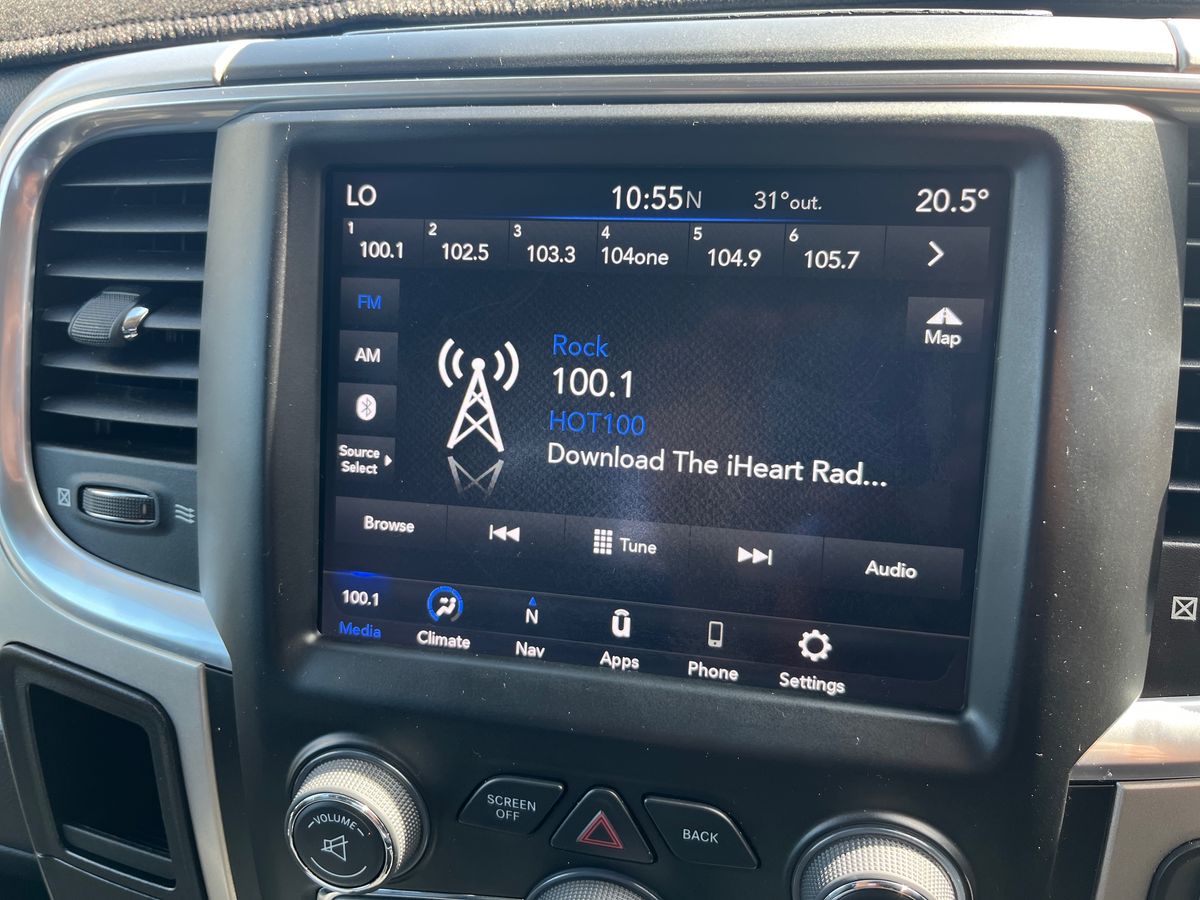 LO 10:55N 31°out. 20.5°
1 100.1 2 102.5 3 103.3 4 104one 5 104.9 6 105.7
FM
AM
Source
Select
Rock
100.1
HOT100
Download The iHeart Rad...
Map
Browse Tune Audio
100.1 N
Media Climate Nav Apps Phone Settings
VOLUME
SCREEN
OFF
BACK